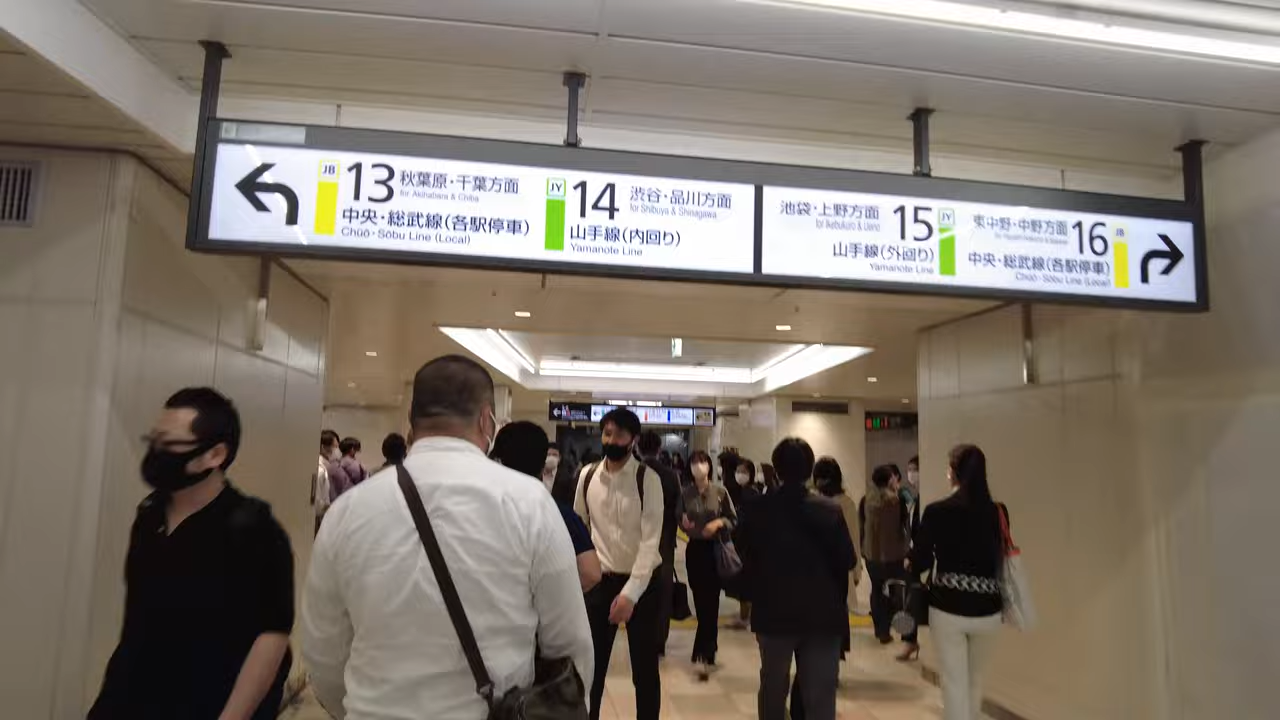 JB 13 秋葉原・千葉方面
for Akihabara & Chiba
中央・総武線(各駅停車)
Chūō-Sōbu Line (Local)
JY 14 渋谷・品川方面
for Shibuya & Shinagawa
山手線(内回り)
Yamanote Line
池袋・上野方面 15 JY
for Ikebukuro & Ueno
山手線(外回り)
Yamanote Line
東中野・中野方面 16 JB
中央・総武線(各駅停車)
Chūō-Sōbu Line (Local)